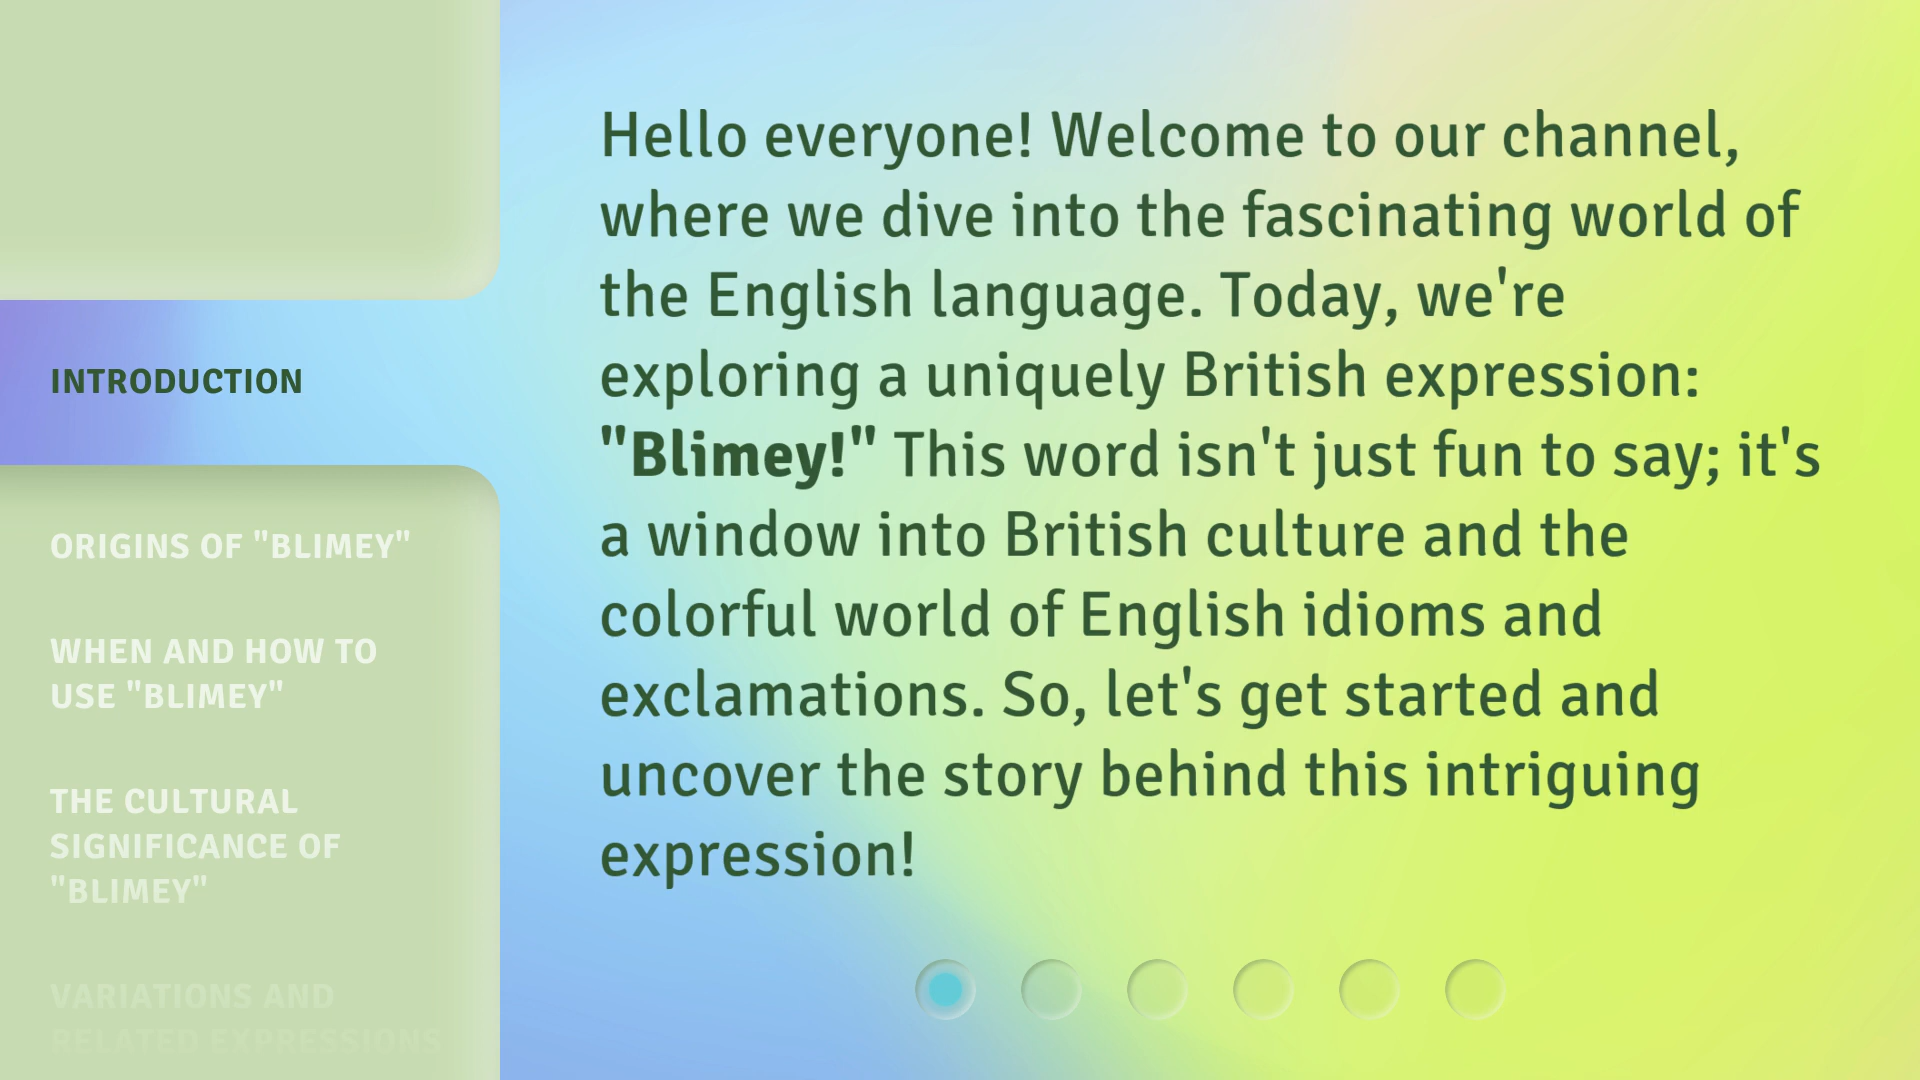 INTRODUCTION
ORIGINS OF "BLIMEY"
WHEN AND HOW TO
USE "BLIMEY"
THE CULTURAL
SIGNIFICANCE OF
"BLIMEY"
VARIATIONS AND
RELATED EXPRESSIONS
Hello everyone! Welcome to our channel,
where we dive into the fascinating world of
the English language. Today, we're
exploring a uniquely British expression:
"Blimey!" This word isn't just fun to say; it's
a window into British culture and the
colorful world of English idioms and
exclamations. So, let's get started and
uncover the story behind this intriguing
expression!